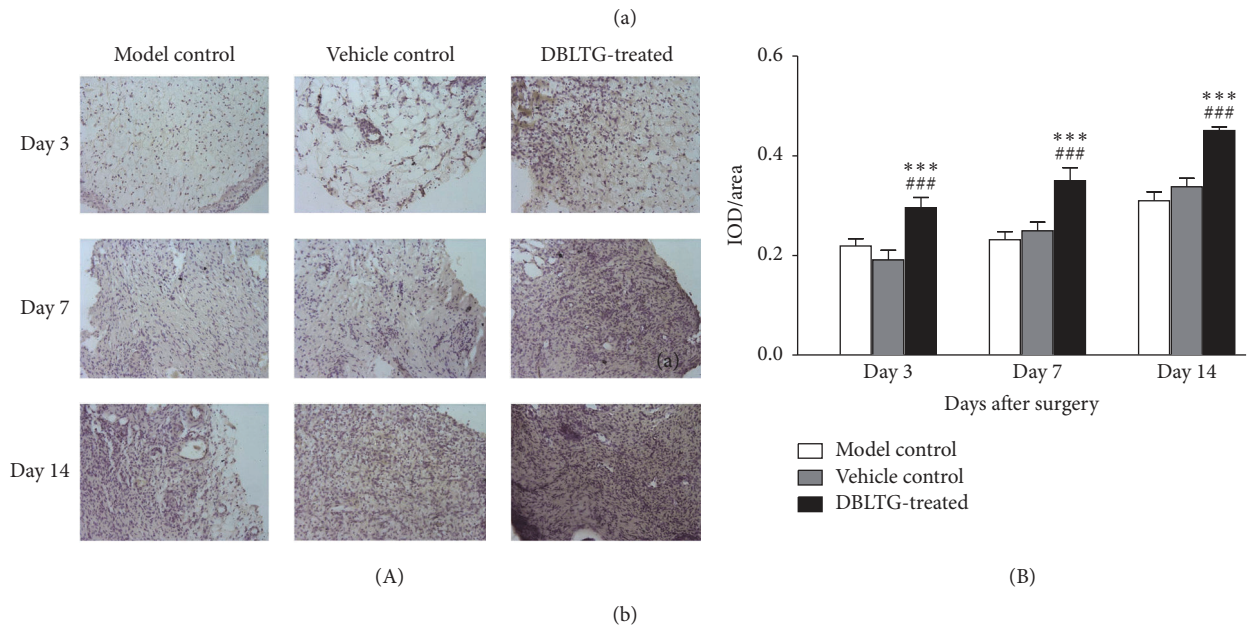 (a)
Model control
Vehicle control
DBLTG-treated
Day 3
Day 7
(a)
Day 14
(A)
0.6
0.4
0.2
0.0
IOD/area
***
###
***
###
***
###
Day 3
Day 7
Day 14
Days after surgery
Model control
Vehicle control
DBLTG-treated
(B)
(b)